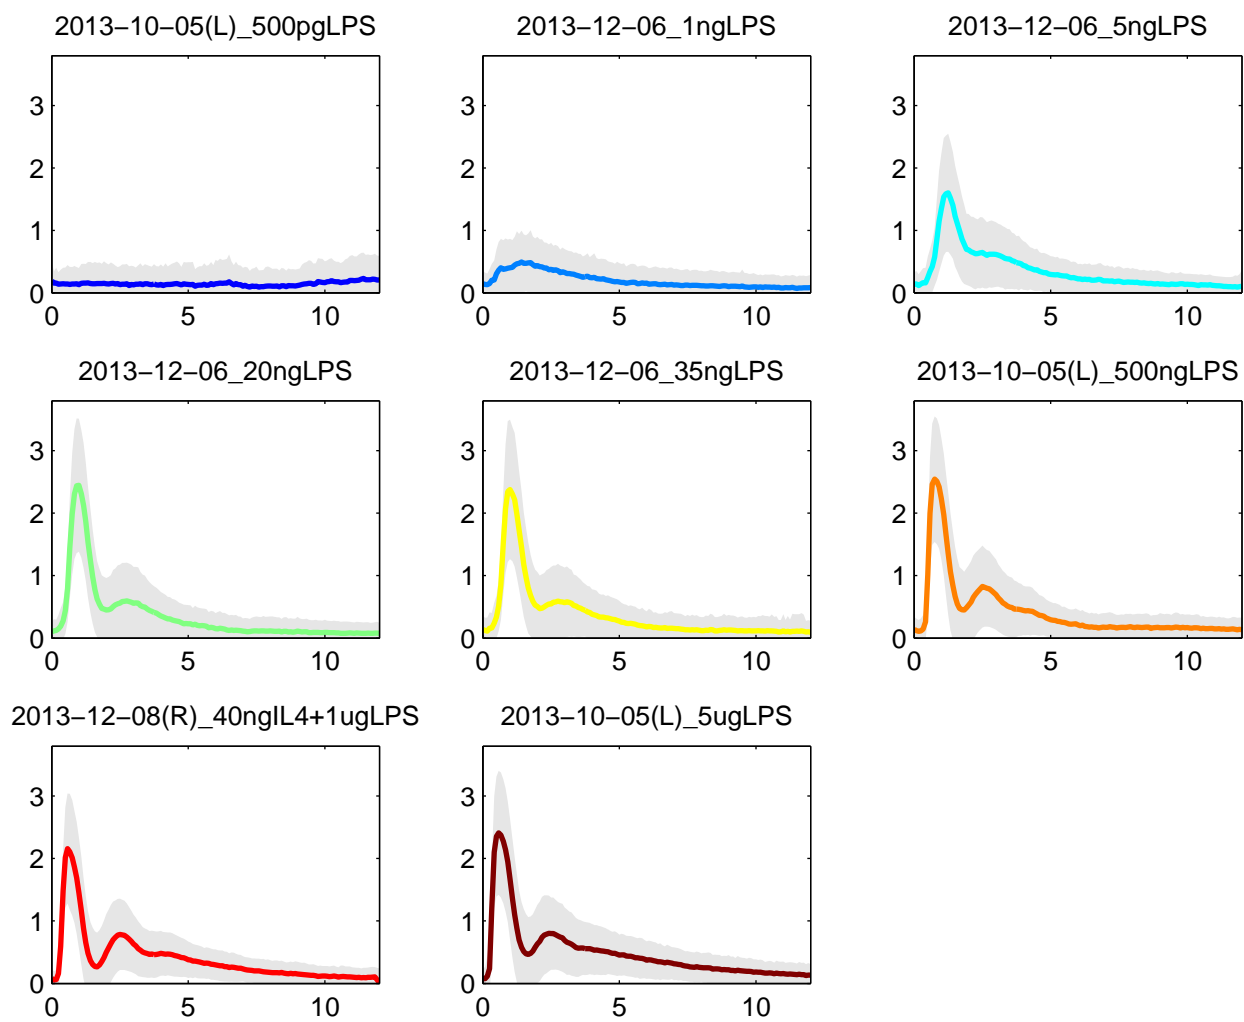 2013−10−05(L)_500pgLPS
2013−12−06_1ngLPS
2013−12−06_5ngLPS
3
2
1
0
0 5 10
3
2
1
0
0 5 10
3
2
1
0
0 5 10
2013−12−06_20ngLPS
2013−12−06_35ngLPS
2013−10−05(L)_500ngLPS
3
2
1
0
0 5 10
3
2
1
0
0 5 10
3
2
1
0
0 5 10
2013−12−08(R)_40ngIL4+1ugLPS
2013−10−05(L)_5ugLPS
3
2
1
0
0 5 10
3
2
1
0
0 5 10